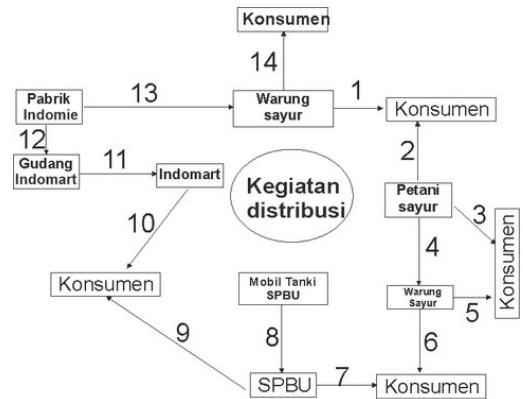 Konsumen
14
13
1
Pabrik
Indomie
Warung
sayur
Konsumen
12
2
Gudang
Indomart
11
Indomart
Kegiatan
distribusi
Petani
sayur
3
10
4
Konsumen
Konsumen
Mobil Tanki
SPBU
Warung
Sayur
5
9
8
6
SPBU
7
Konsumen